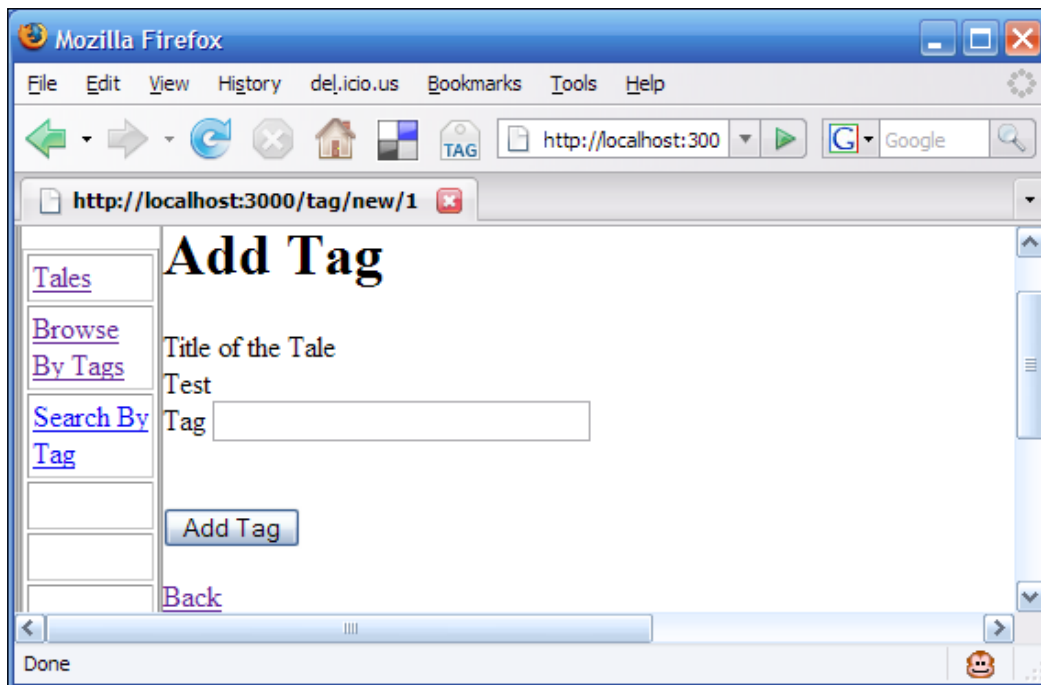 Mozilla Firefox
File Edit View History del.icio.us Bookmarks Tools Help
TAG http://localhost:300 G Google
http://localhost:3000/tag/new/1
Add Tag
Tales
Browse
By Tags
Search By
Tag
Title of the Tale
Test
Tag
Add Tag
Back
Done